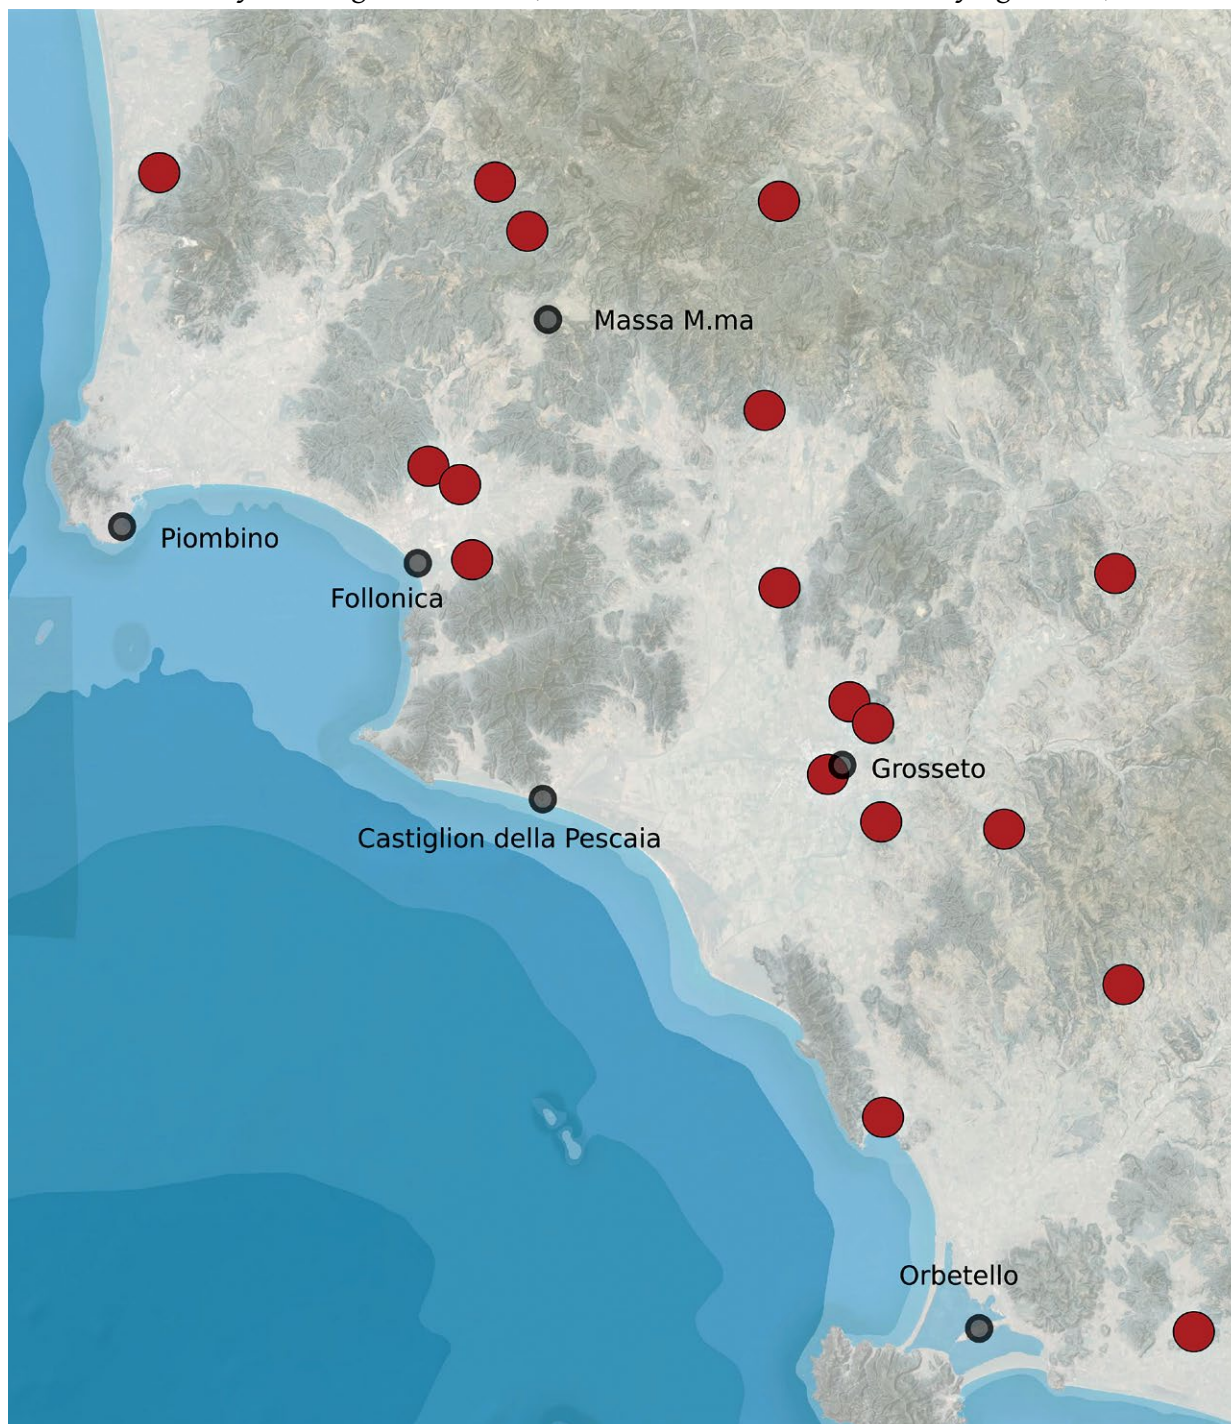 Massa M.ma
Piombino
Follonica
Grosseto
Castiglion della Pescaia
Orbetello